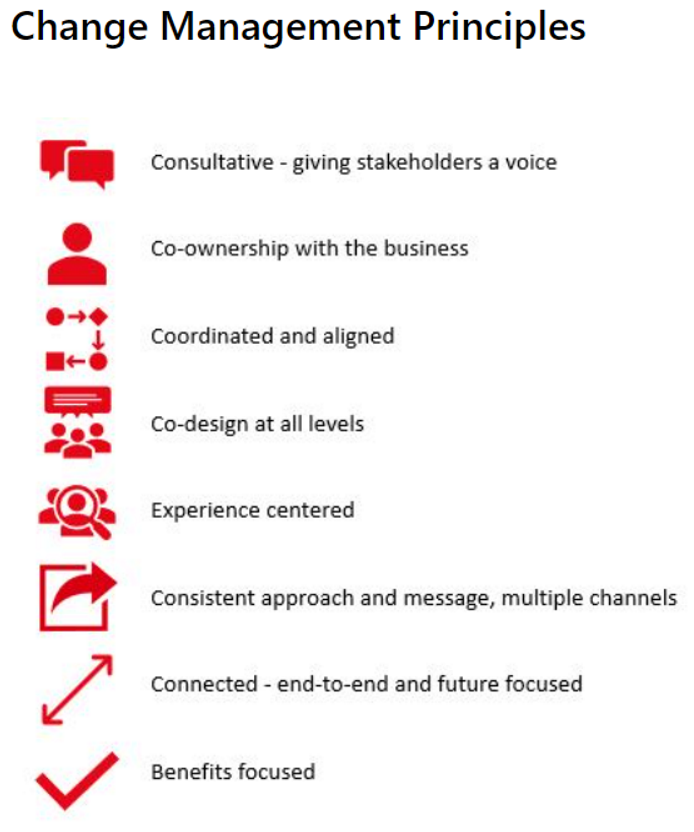 Change Management Principles
Consultative - giving stakeholders a voice
Co-ownership with the business
Coordinated and aligned
Co-design at all levels
Experience centered
Consistent approach and message, multiple channels
Connected - end-to-end and future focused
Benefits focused